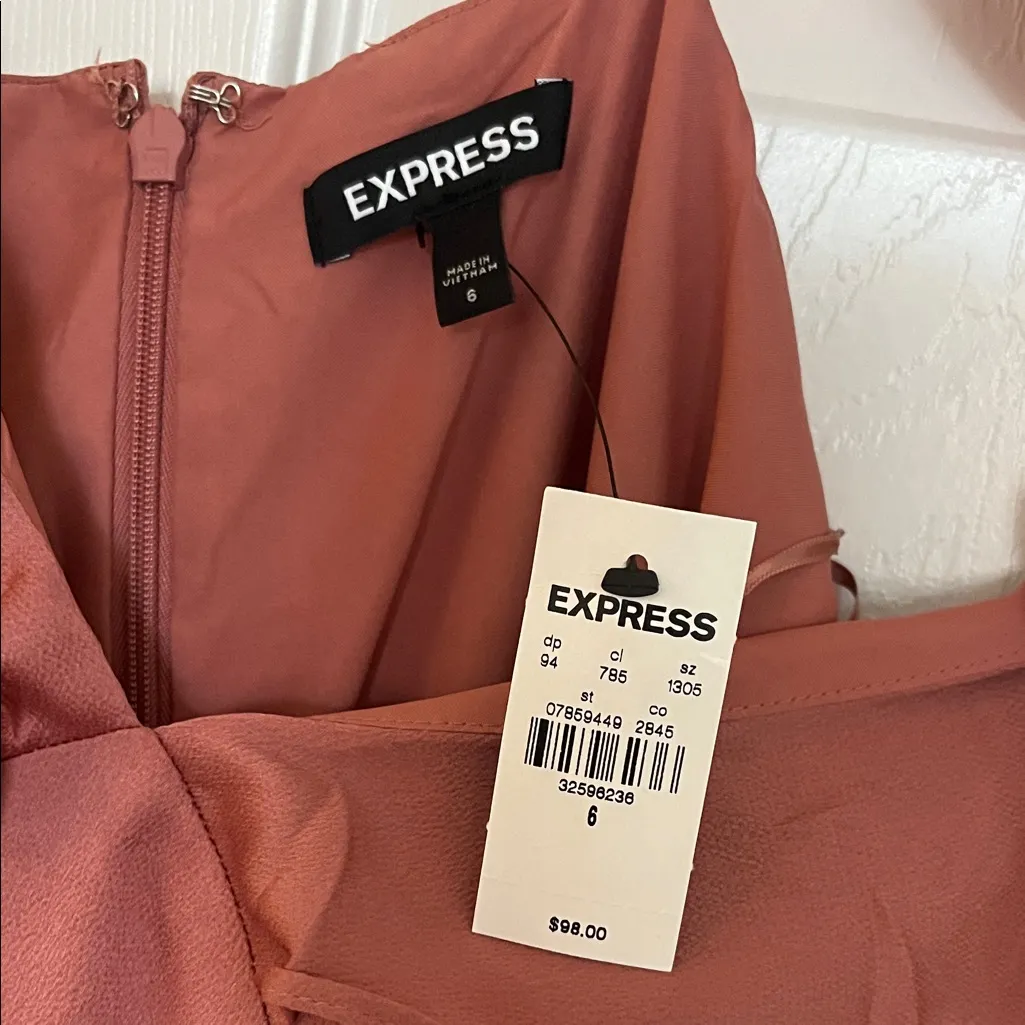 EXPRESS
MADE IN
VIETNAM
6
EXPRESS
dp cl sz
94 785 1305
st co
07859449 2845
32596236
6
$98.00